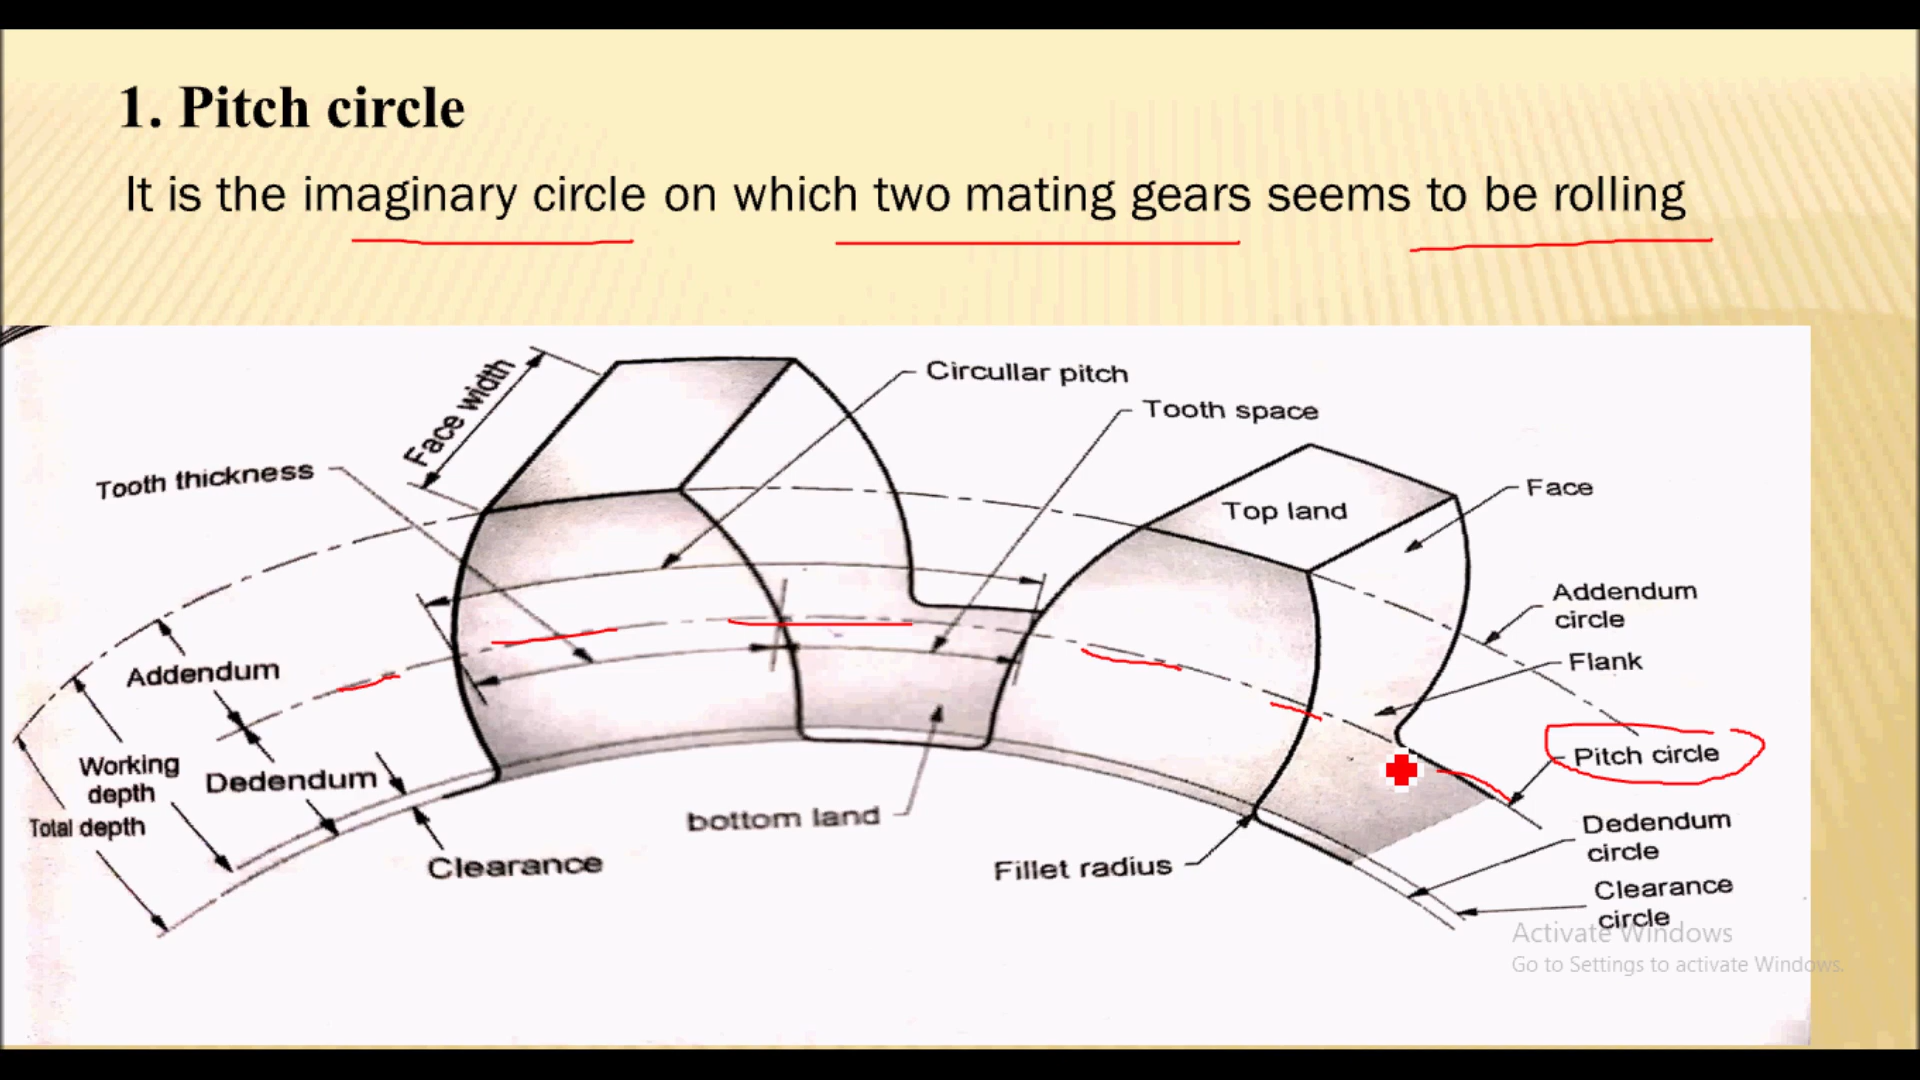 1. Pitch circle
It is the imaginary circle on which two mating gears seems to be rolling
Face width
Circullar pitch
Tooth space
Tooth thickness
Face
Top land
Addendum
circle
Flank
Addendum
Pitch circle
Working
depth
Dedendum
Total depth
bottom land
Dedendum
circle
Clearance
Fillet radius
Clearance
circle
Activate Windows
Go to Settings to activate Windows.